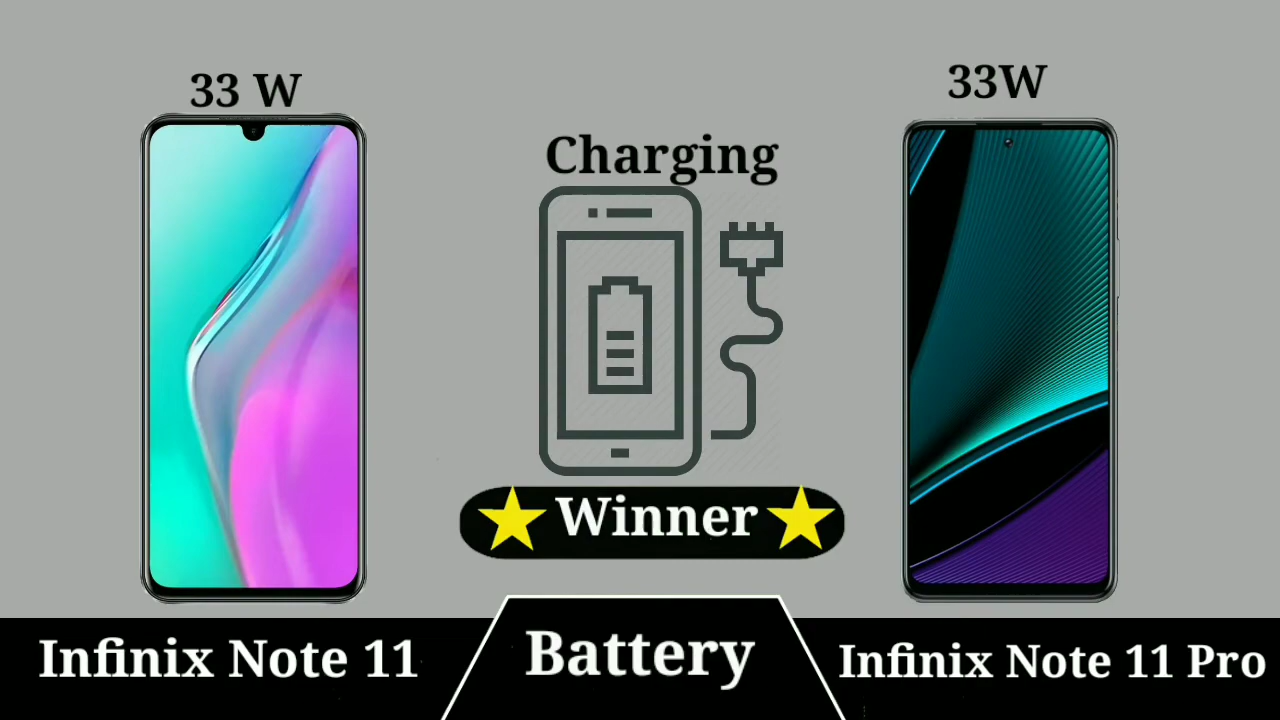 33 W
33W
Charging
Winner
Infinix Note 11
Battery
Infinix Note 11 Pro